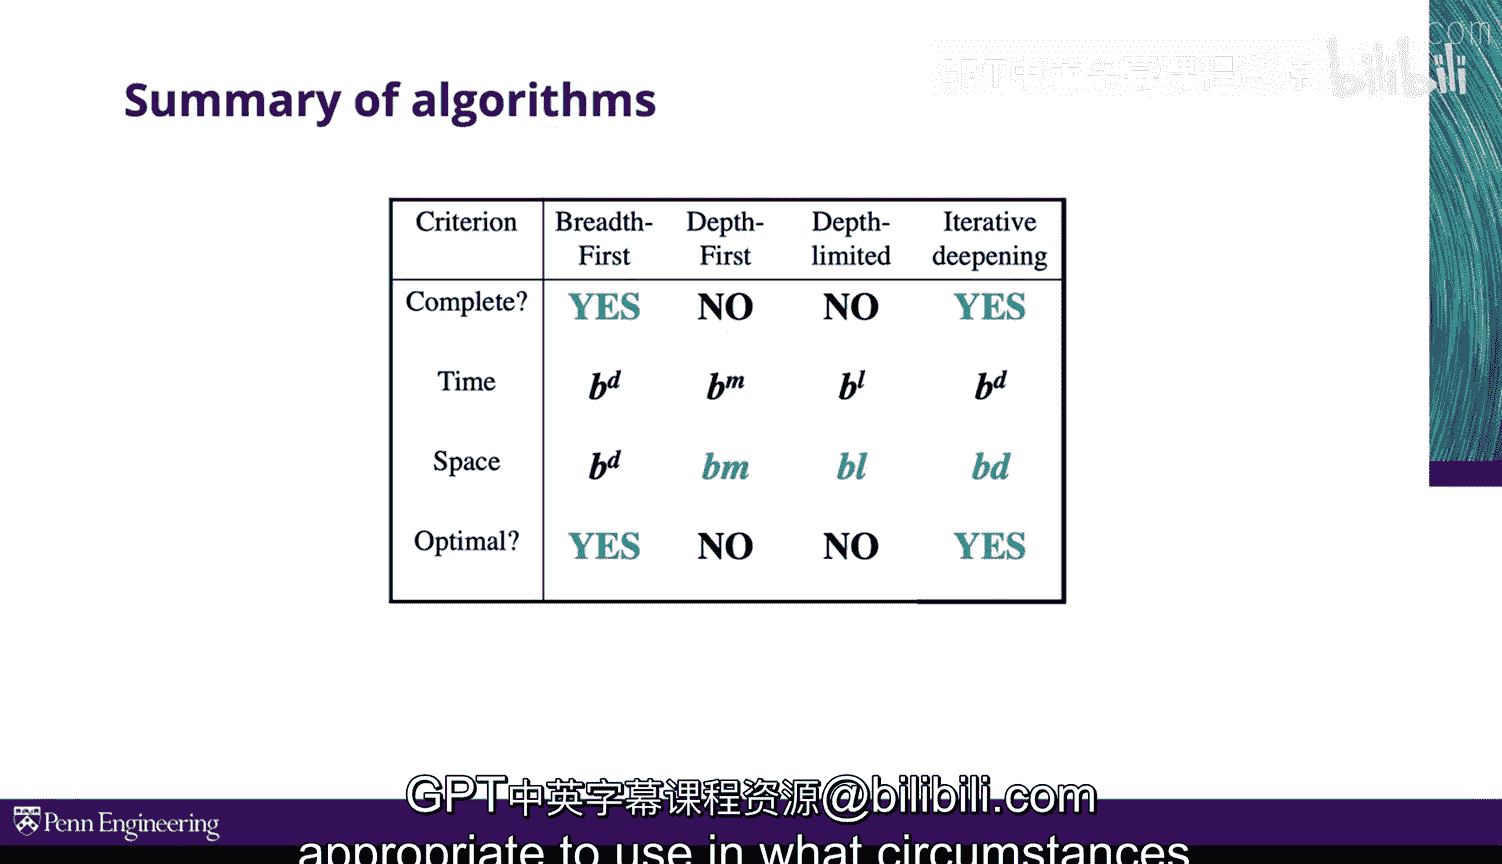 .com
bilibili
Summary of algorithms
Criterion Breadth- Depth- Depth- Iterative
First First limited deepening
Complete? YES NO NO YES
Time b^d b^m b^l b^d
Space b^d bm bl bd
Optimal? YES NO NO YES
GPT中英字幕课程资源@bilibili.com
Penn Engineering
appropriate to use in what circumstances